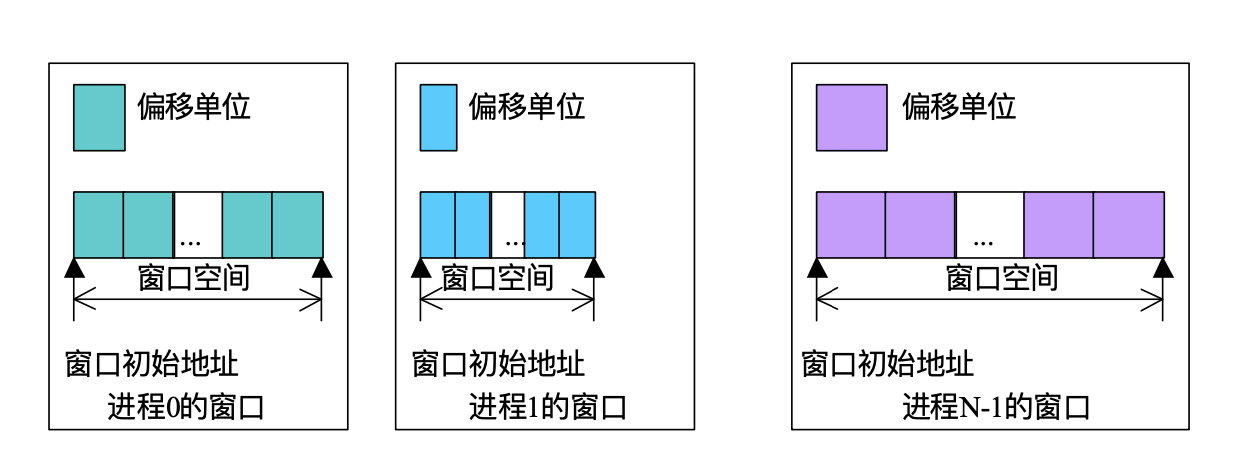 偏移单位
...
窗口空间
窗口初始地址
进程0的窗口
偏移单位
...
窗口空间
窗口初始地址
进程1的窗口
偏移单位
...
窗口空间
窗口初始地址
进程N-1的窗口